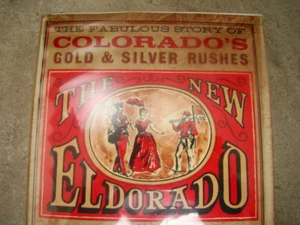 THE FABULOUS STORY OF
COLORADO'S
GOLD & SILVER RUSHES
THE NEW
ELDORADO